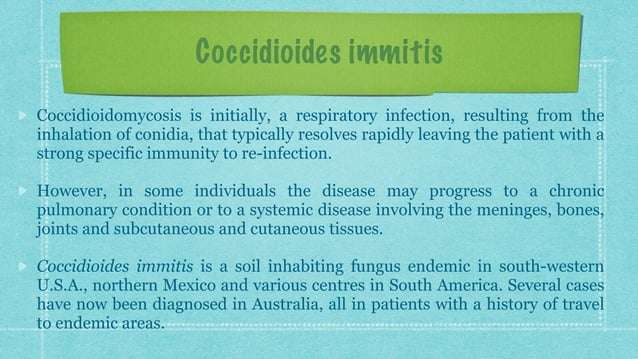 Coccidioides immitis
Coccidioidomycosis is initially, a respiratory infection, resulting from the
inhalation of conidia, that typically resolves rapidly leaving the patient with a
strong specific immunity to re-infection.
However, in some individuals the disease may progress to a chronic
pulmonary condition or to a systemic disease involving the meninges, bones,
joints and subcutaneous and cutaneous tissues.
Coccidioides immitis is a soil inhabiting fungus endemic in south-western
U.S.A., northern Mexico and various centres in South America. Several cases
have now been diagnosed in Australia, all in patients with a history of travel
to endemic areas.